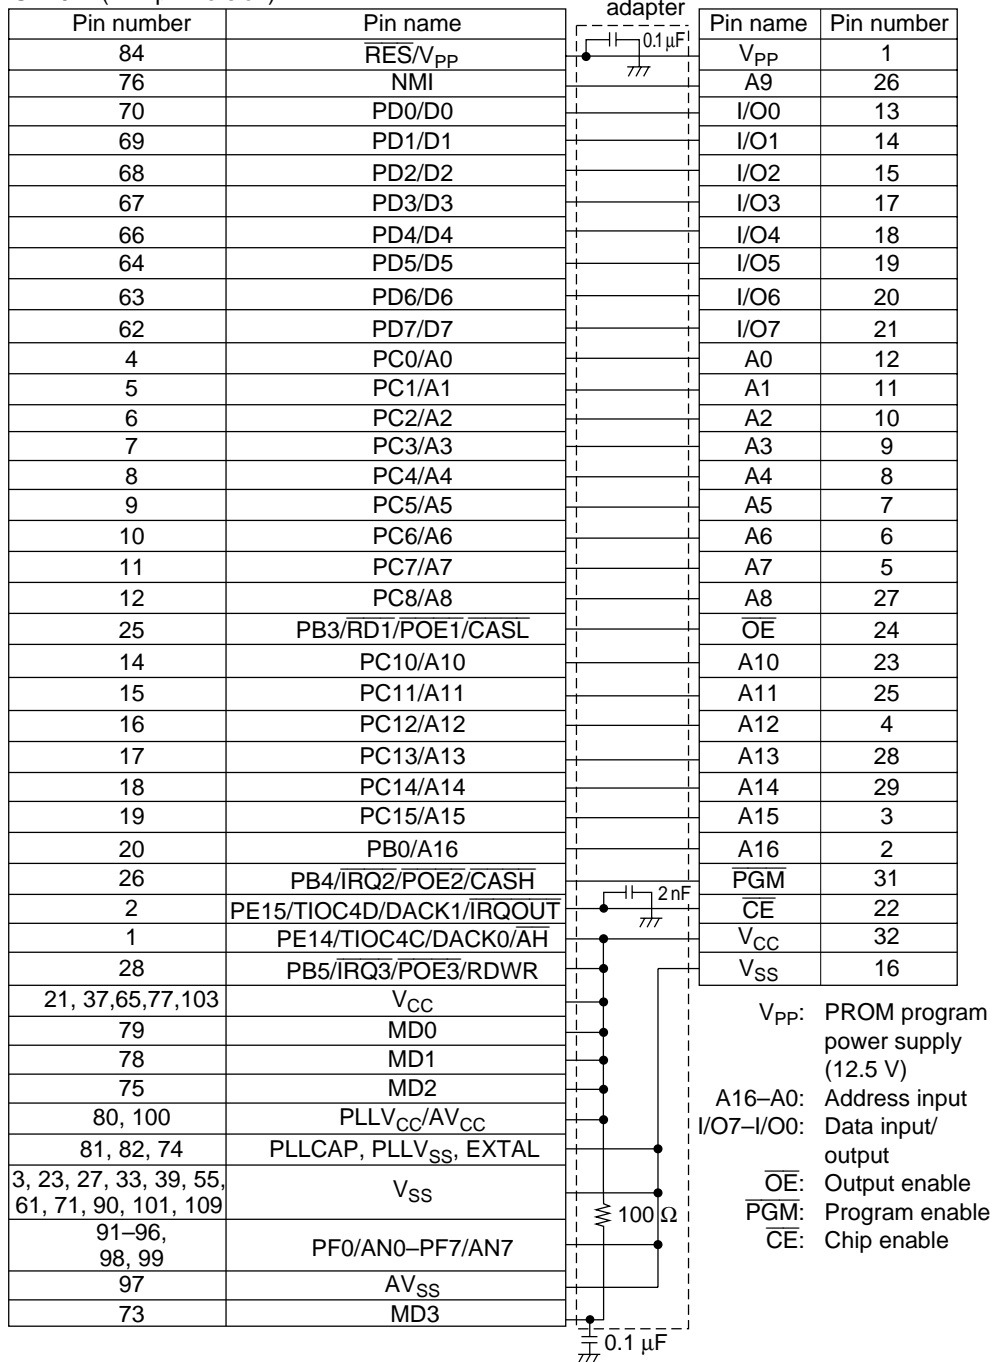 adapter
Pin number Pin name Pin name Pin number
84 RES/VPP 0.1 µF VPP 1
76 NMI A9 26
70 PD0/D0 I/O0 13
69 PD1/D1 I/O1 14
68 PD2/D2 I/O2 15
67 PD3/D3 I/O3 17
66 PD4/D4 I/O4 18
64 PD5/D5 I/O5 19
63 PD6/D6 I/O6 20
62 PD7/D7 I/O7 21
4 PC0/A0 A0 12
5 PC1/A1 A1 11
6 PC2/A2 A2 10
7 PC3/A3 A3 9
8 PC4/A4 A4 8
9 PC5/A5 A5 7
10 PC6/A6 A6 6
11 PC7/A7 A7 5
12 PC8/A8 A8 27
25 PB3/RD1/POE1/CASL OE 24
14 PC10/A10 A10 23
15 PC11/A11 A11 25
16 PC12/A12 A12 4
17 PC13/A13 A13 28
18 PC14/A14 A14 29
19 PC15/A15 A15 3
20 PB0/A16 A16 2
26 PB4/IRQ2/POE2/CASH PGM 31
2 PE15/TIOC4D/DACK1/IRQOUT 2 nF CE 22
1 PE14/TIOC4C/DACK0/AH VCC 32
28 PB5/IRQ3/POE3/RDWR VSS 16
21, 37,65,77,103 VCC
79 MD0
78 MD1
75 MD2
80, 100 PLLVCC/AVCC
81, 82, 74 PLLCAP, PLLVSS, EXTAL
3, 23, 27, 33, 39, 55,
61, 71, 90, 101, 109 VSS
100 Ω
91–96,
98, 99 PF0/AN0–PF7/AN7
97 AVSS
73 MD3
0.1 µF
VPP: PROM program
power supply
(12.5 V)
A16–A0: Address input
I/O7–I/O0: Data input/
output
OE: Output enable
PGM: Program enable
CE: Chip enable